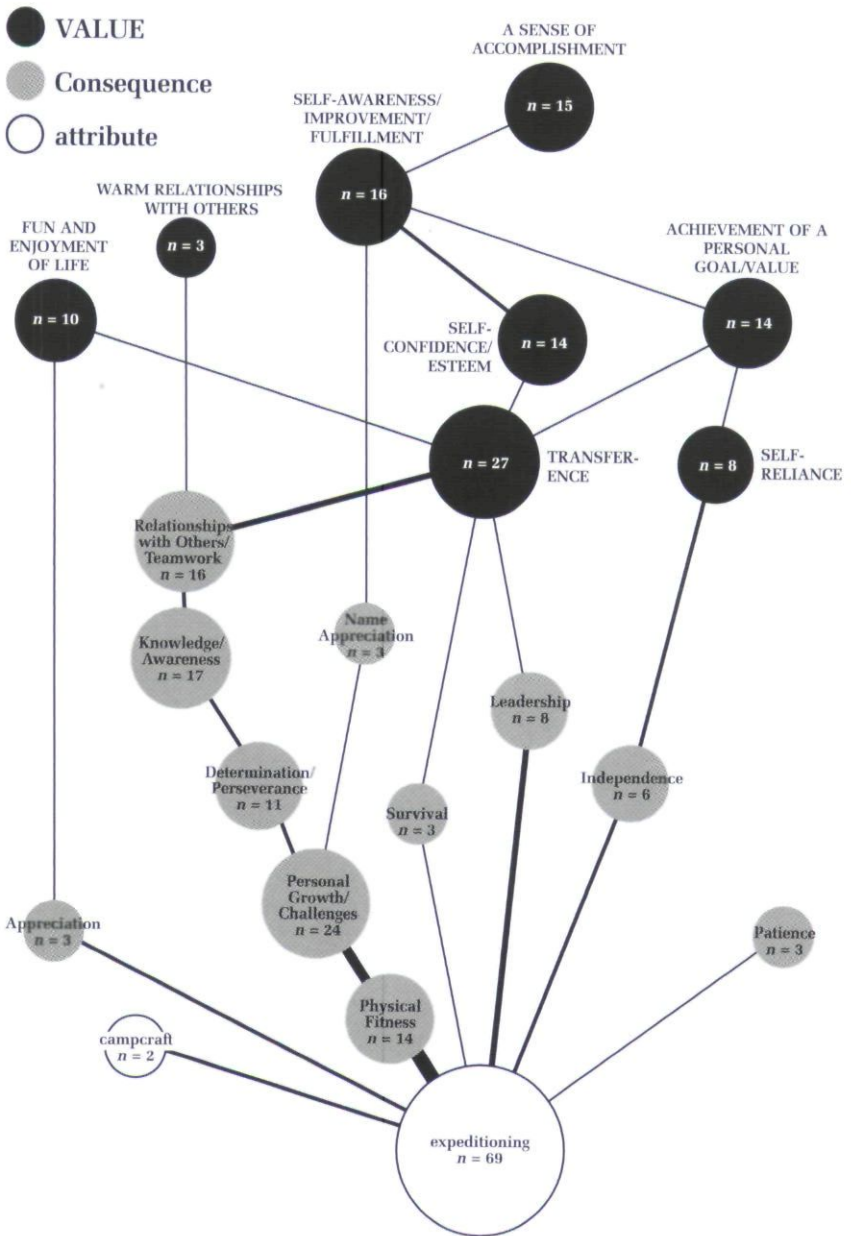 VALUE
Consequence
attribute
A SENSE OF
ACCOMPLISHMENT
n = 15
SELF-AWARENESS/
IMPROVEMENT/
FULFILLMENT
n = 16
WARM RELATIONSHIPS
WITH OTHERS
n = 3
FUN AND
ENJOYMENT
OF LIFE
n = 10
ACHIEVEMENT OF A
PERSONAL
GOAL/VALUE
n = 14
SELF-
CONFIDENCE/
ESTEEM
n = 14
n = 27
TRANSFER-
ENCE
n = 8
SELF-
RELIANCE
Relationships
with Others/
Teamwork
n = 16
Knowledge/
Awareness
n = 17
Name
Appreciation
n = 3
Leadership
n = 8
Determination/
Perseverance
n = 11
Survival
n = 3
Independence
n = 6
Personal
Growth/
Challenges
n = 24
Appreciation
n = 3
Patience
n = 3
Physical
Fitness
n = 14
campcraft
n = 2
expeditioning
n = 69